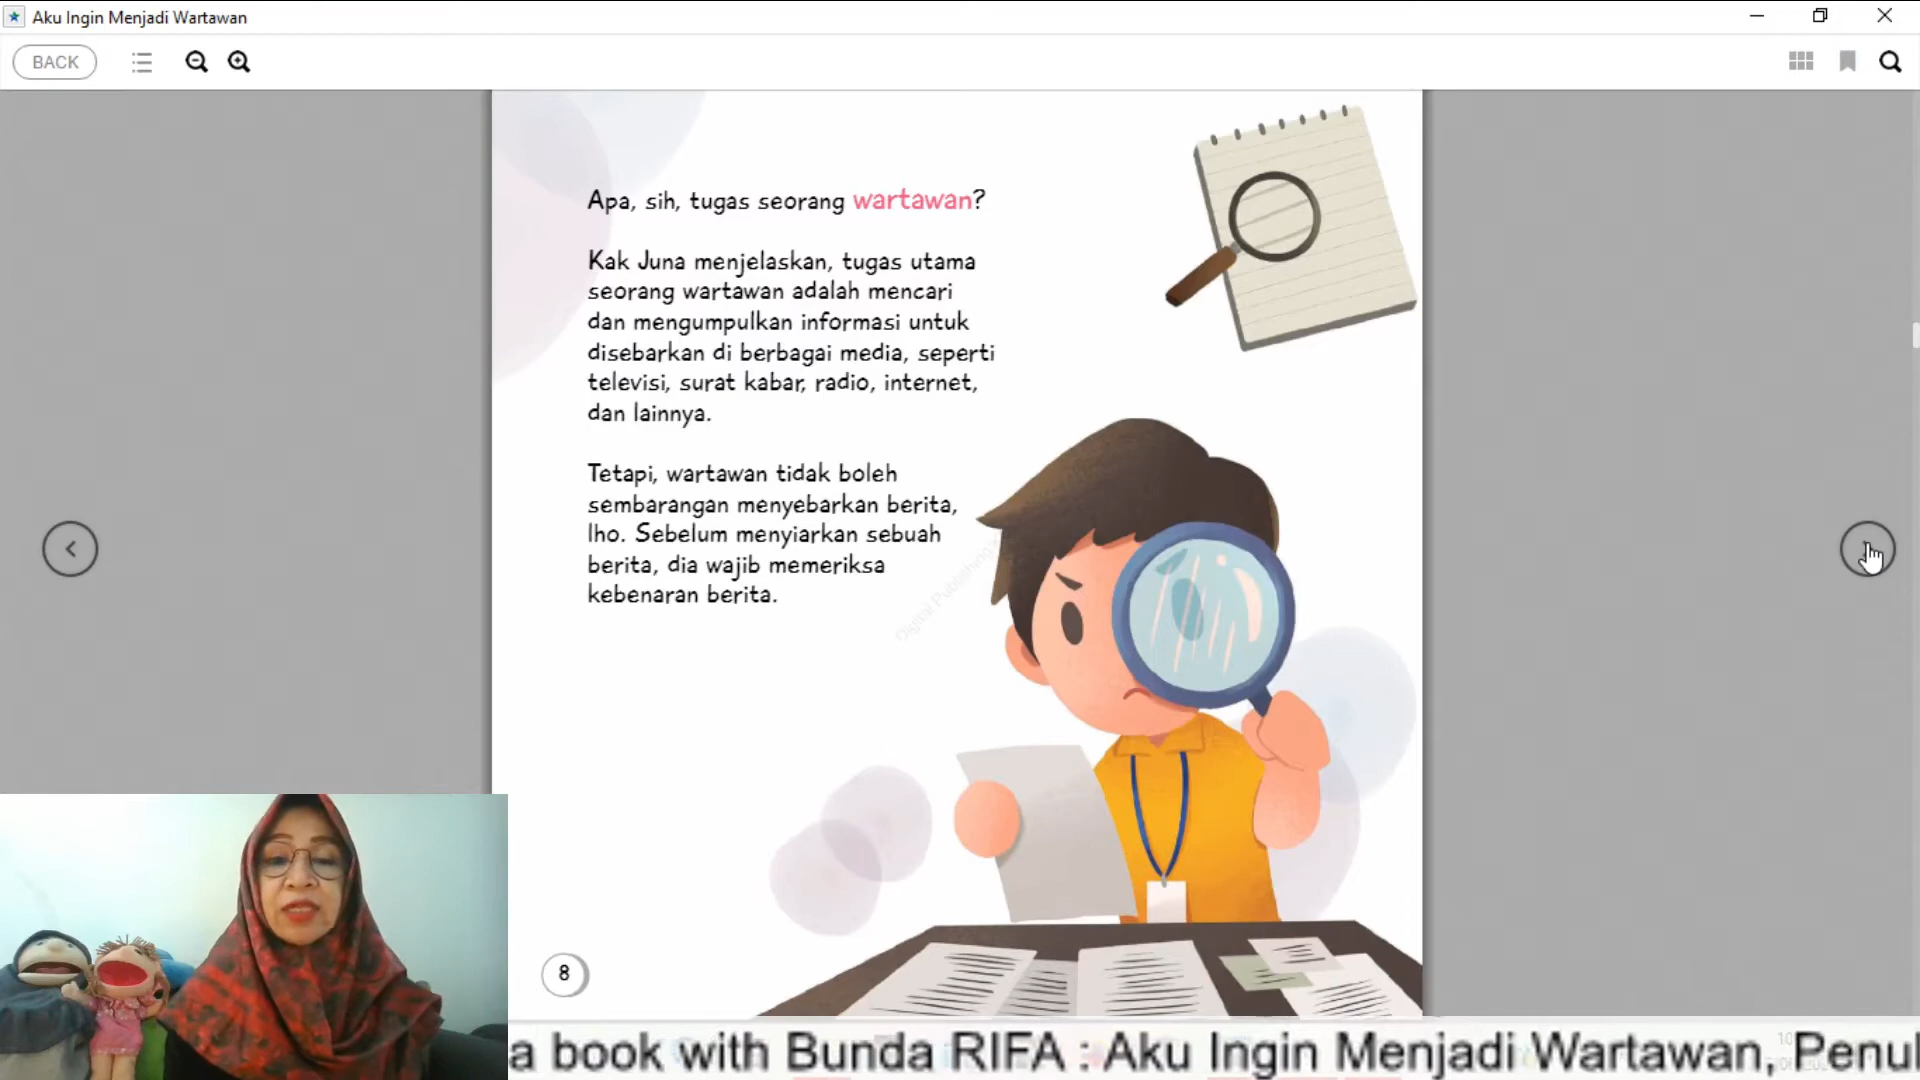 Aku Ingin Menjadi Wartawan
BACK
Apa, sih, tugas seorang wartawan?
Kak Juna menjelaskan, tugas utama
seorang wartawan adalah mencari
dan mengumpulkan informasi untuk
disebarkan di berbagai media, seperti
televisi, surat kabar, radio, internet,
dan lainnya.
Tetapi, wartawan tidak boleh
sembarangan menyebarkan berita,
lho. Sebelum menyiarkan sebuah
berita, dia wajib memeriksa
kebenaran berita.
Digital Publishing
8
a book with Bunda RIFA : Aku Ingin Menjadi Wartawan, Penul